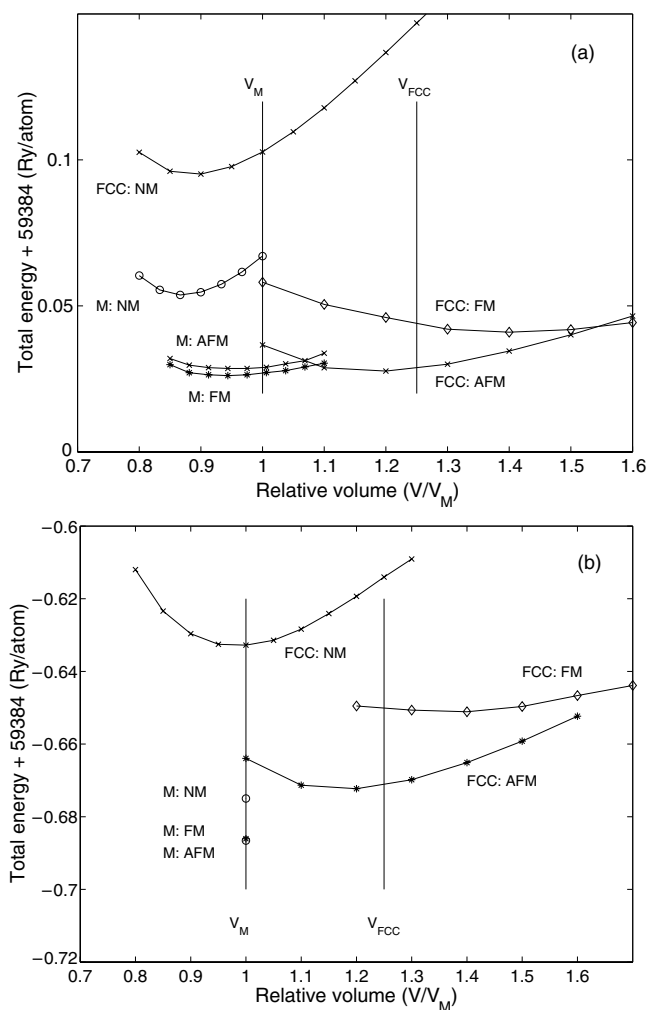 (a)
V_M
V_FCC
0.1
FCC: NM
0.05
M: NM
FCC: FM
M: AFM
M: FM
FCC: AFM
0
0.7 0.8 0.9 1 1.1 1.2 1.3 1.4 1.5 1.6
Relative volume (V/V_M)
Total energy + 59384 (Ry/atom)
−0.6
(b)
−0.62
FCC: NM
−0.64
FCC: FM
−0.66
FCC: AFM
M: NM
−0.68
M: FM
M: AFM
−0.7
V_M
V_FCC
−0.72
0.7 0.8 0.9 1 1.1 1.2 1.3 1.4 1.5 1.6
Relative volume (V/V_M)
Total energy + 59384 (Ry/atom)